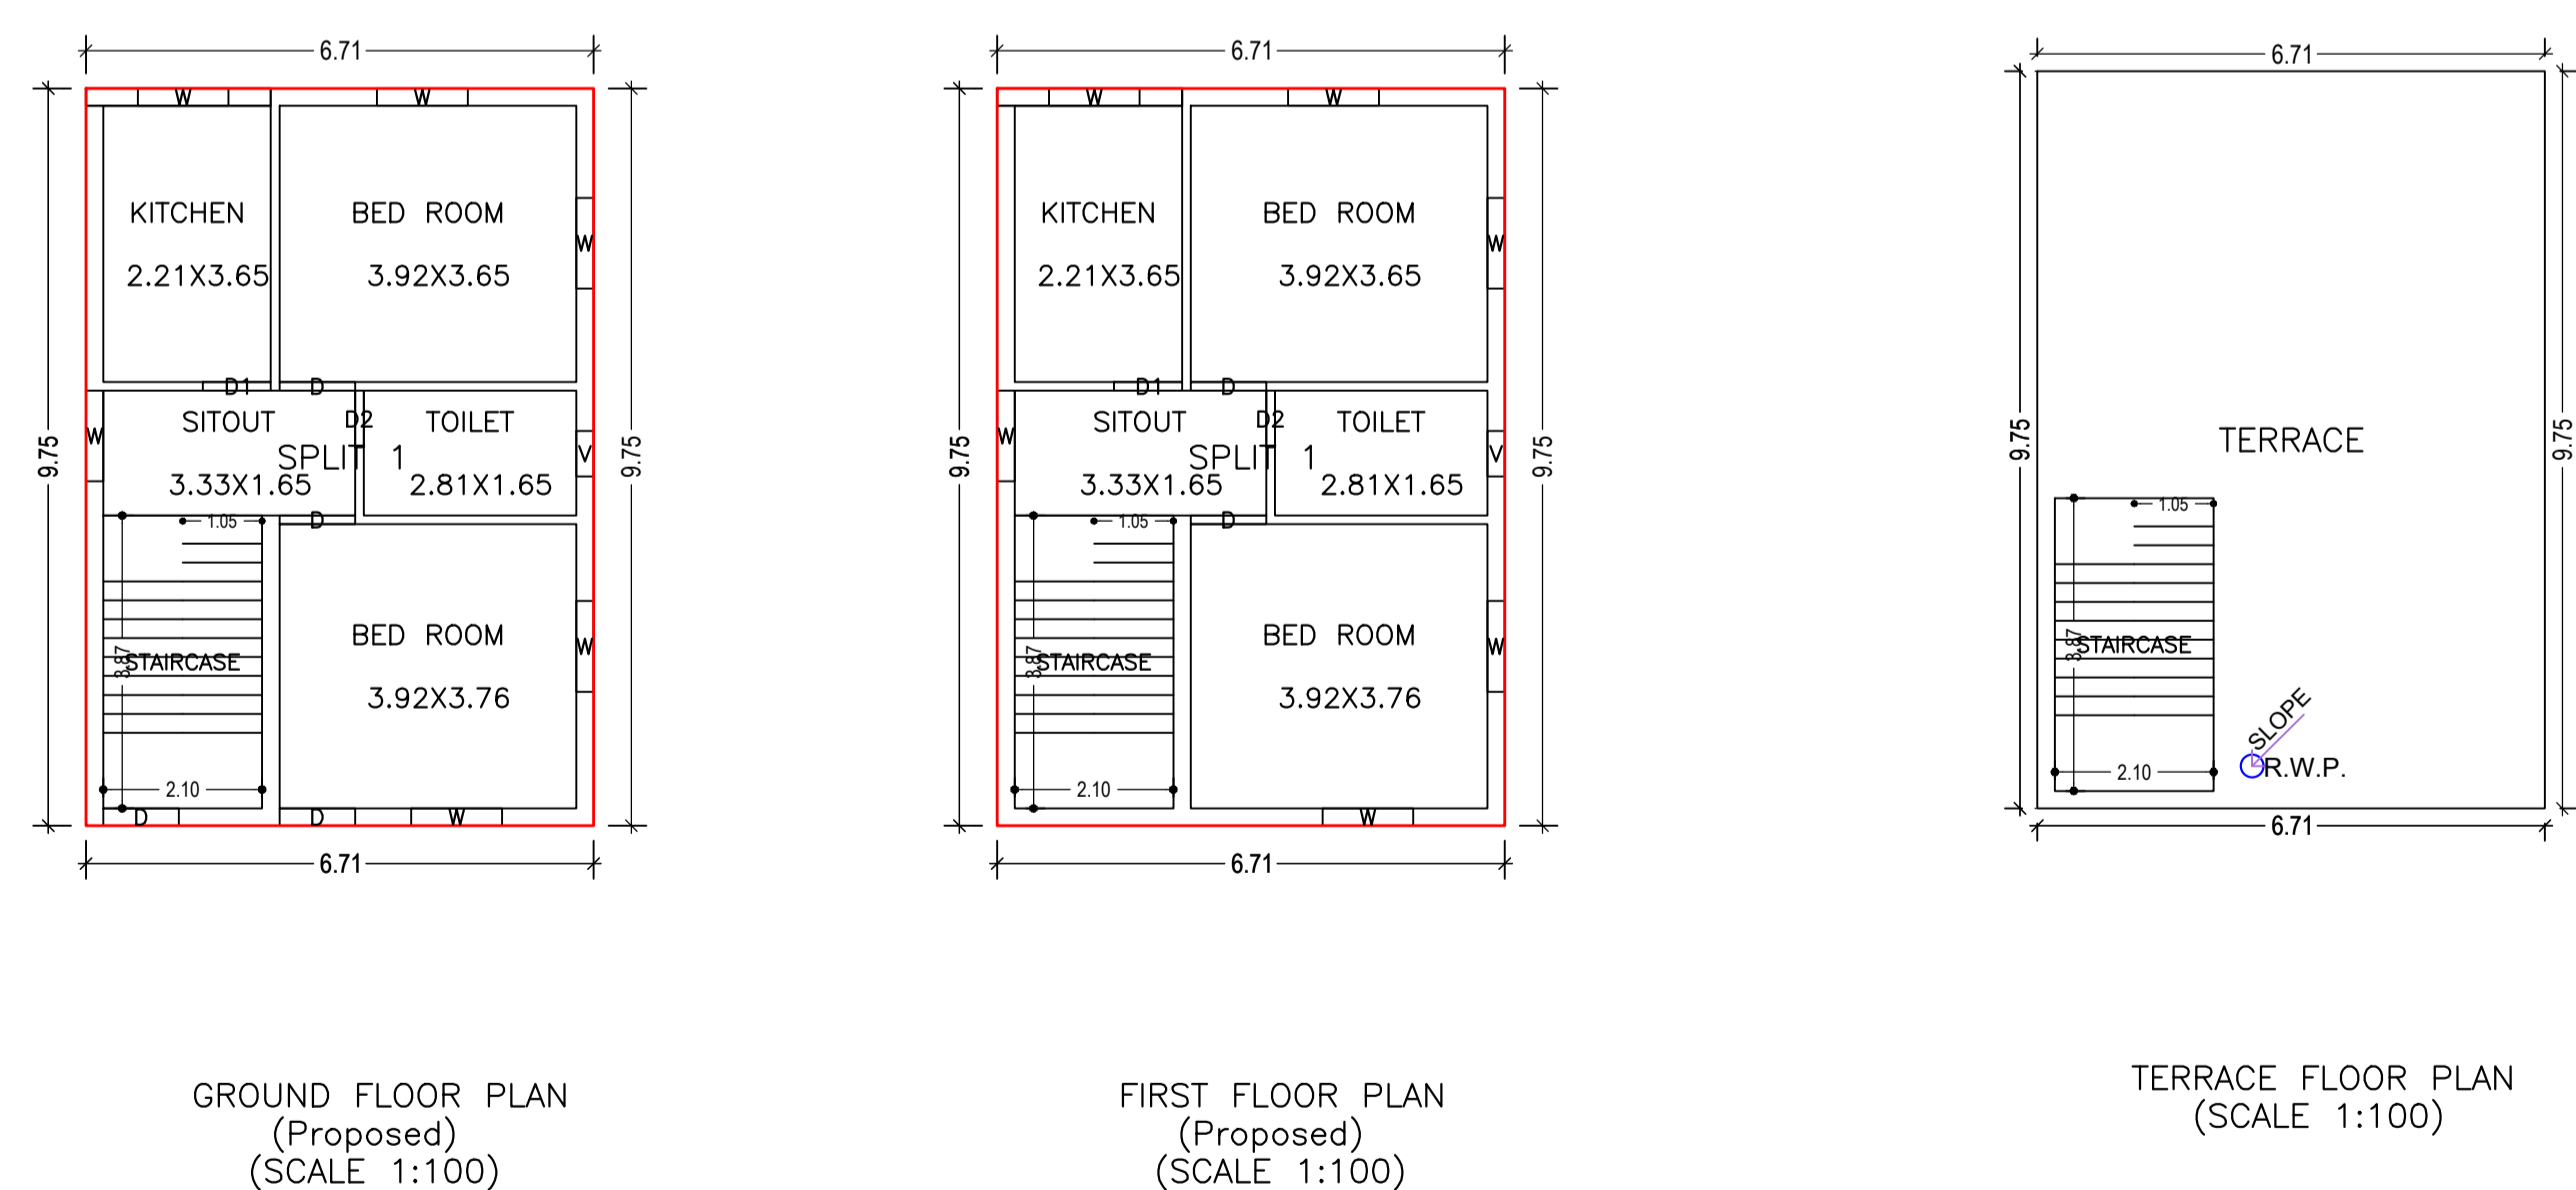 6.71
W W
KITCHEN BED ROOM
2.21X3.65 3.92X3.65
W
D1 D
SITOUT D2 TOILET
W SPLIT 1 V
3.33X1.65 2.81X1.65
9.75 9.75
D
1.05
BED ROOM
3.87 STAIRCASE W
3.92X3.76
2.10
D D W
6.71
GROUND FLOOR PLAN
(Proposed)
(SCALE 1:100)
6.71
W W
KITCHEN BED ROOM
2.21X3.65 3.92X3.65
W
D1 D
SITOUT D2 TOILET
W SPLIT 1 V
3.33X1.65 2.81X1.65
9.75 9.75
D
1.05
BED ROOM
3.87 STAIRCASE W
3.92X3.76
2.10
W
6.71
FIRST FLOOR PLAN
(Proposed)
(SCALE 1:100)
6.71
9.75 TERRACE 9.75
1.05
3.87 STAIRCASE
SLOPE
2.10 R.W.P.
6.71
TERRACE FLOOR PLAN
(SCALE 1:100)